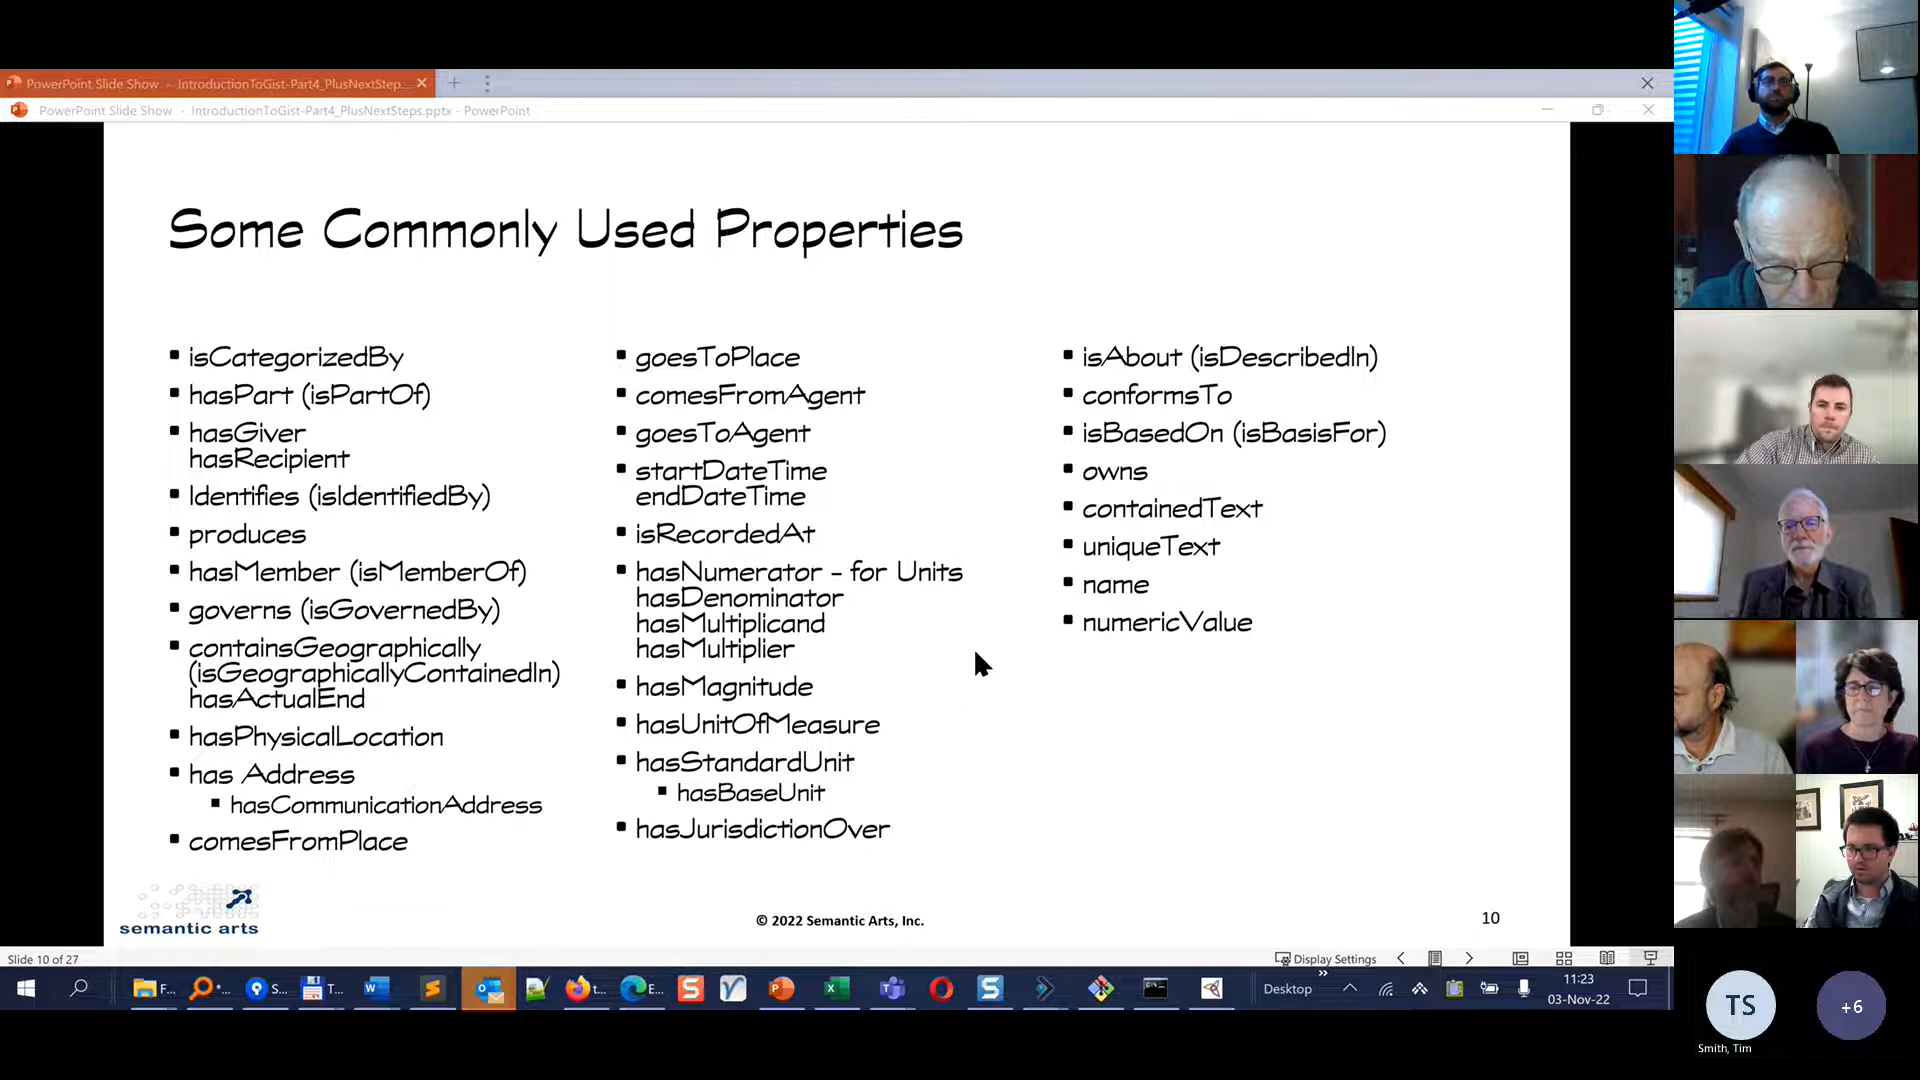 PowerPoint Slide Show - IntroductionToGist-Part4_PlusNextStep...
PowerPoint Slide Show - IntroductionToGist-Part4_PlusNextSteps.pptx - PowerPoint
Some Commonly Used Properties
isCategorizedBy
hasPart (isPartOf)
hasGiver
hasRecipient
Identifies (isIdentifiedBy)
produces
hasMember (isMemberOf)
governs (isGovernedBy)
containsGeographically
(isGeographicallyContainedIn)
hasActualEnd
hasPhysicalLocation
has Address
hasCommunicationAddress
comesFromPlace
goesToPlace
comesFromAgent
goesToAgent
startDateTime
endDateTime
isRecordedAt
hasNumerator - for Units
hasDenominator
hasMultiplicand
hasMultiplier
hasMagnitude
hasUnitOfMeasure
hasStandardUnit
hasBaseUnit
hasJurisdictionOver
isAbout (isDescribedIn)
conformsTo
isBasedOn (isBasisFor)
owns
containedText
uniqueText
name
numericValue
semantic arts
© 2022 Semantic Arts, Inc.
10
Slide 10 of 27
Display Settings
F...
*...
S...
T...
t...
E...
Desktop
11:23
03-Nov-22
TS
+6
Smith, Tim